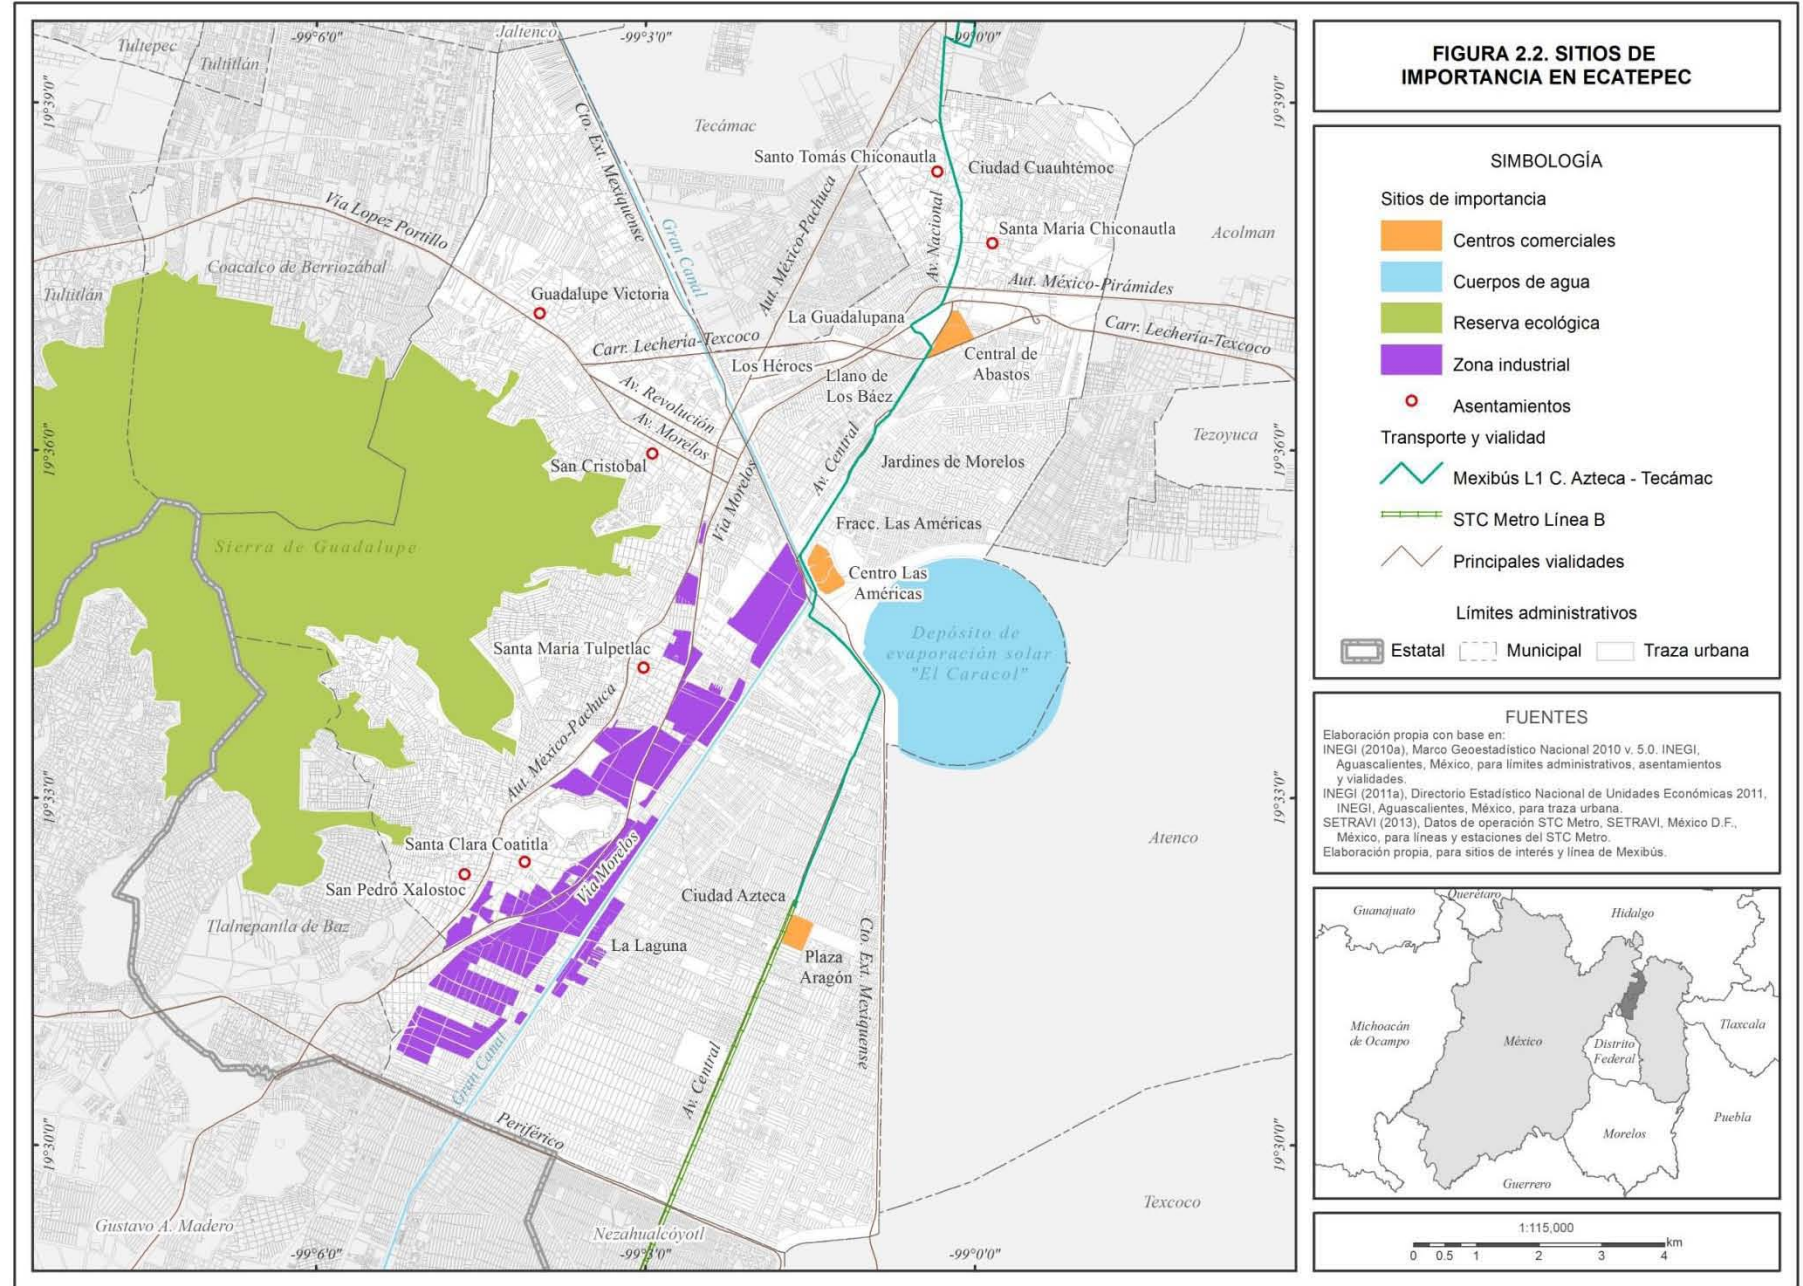 Tultepec
Tultitlán
Jaltenco
-99°6'0"
-99°3'0"
-99°0'0"
19°39'0"
19°39'0"
Cto. Ext. Mexiquense
Tecámac
Santo Tomás Chiconautla
Ciudad Cuauhtémoc
Via Lopez Portillo
Gran Canal
Aut. México-Pachuca
Av. Nacional
Santa María Chiconautla
Acolman
Coacalco de Berriozábal
Tultitlán
Guadalupe Victoria
Aut. México-Pirámides
La Guadalupana
Carr. Lechería-Texcoco
Carr. Lechería-Texcoco
Los Héroes
Central de
Abastos
Llano de
Los Báez
Av. Revolución
Av. Morelos
19°36'0"
19°36'0"
Tezoyuca
San Cristobal
Av. Central
Jardines de Morelos
Vía Morelos
Fracc. Las Américas
Sierra de Guadalupe
Centro Las
Américas
Depósito de
evaporación solar
"El Caracol"
Santa María Tulpetlac
Aut. México-Pachuca
19°33'0"
19°33'0"
Atenco
Santa Clara Coatitla
Vía Morelos
San Pedro Xalostoc
Ciudad Azteca
Tlalnepantla de Baz
La Laguna
Plaza
Aragón
Cto. Ext. Mexiquense
Gran Canal
Av. Central
Periférico
19°30'0"
19°30'0"
Texcoco
Gustavo A. Madero
Nezahualcóyotl
-99°6'0"
-99°3'0"
-99°0'0"
FIGURA 2.2. SITIOS DE
IMPORTANCIA EN ECATEPEC
SIMBOLOGÍA
Sitios de importancia
Centros comerciales
Cuerpos de agua
Reserva ecológica
Zona industrial
Asentamientos
Transporte y vialidad
Mexibús L1 C. Azteca - Tecámac
STC Metro Línea B
Principales vialidades
Límites administrativos
Estatal
Municipal
Traza urbana
FUENTES
Elaboración propia con base en:
INEGI (2010a), Marco Geoestadístico Nacional 2010 v. 5.0. INEGI,
Aguascalientes, México, para límites administrativos, asentamientos
y vialidades.
INEGI (2011a), Directorio Estadístico Nacional de Unidades Económicas 2011,
INEGI, Aguascalientes, México, para traza urbana.
SETRAVI (2013), Datos de operación STC Metro, SETRAVI, México D.F.,
México, para líneas y estaciones del STC Metro.
Elaboración propia, para sitios de interés y línea de Mexibús.
Querétaro
Guanajuato
Hidalgo
Michoacán
de Ocampo
México
Distrito
Federal
Tlaxcala
Puebla
Morelos
Guerrero
1:115,000
km
0 0.5 1 2 3 4